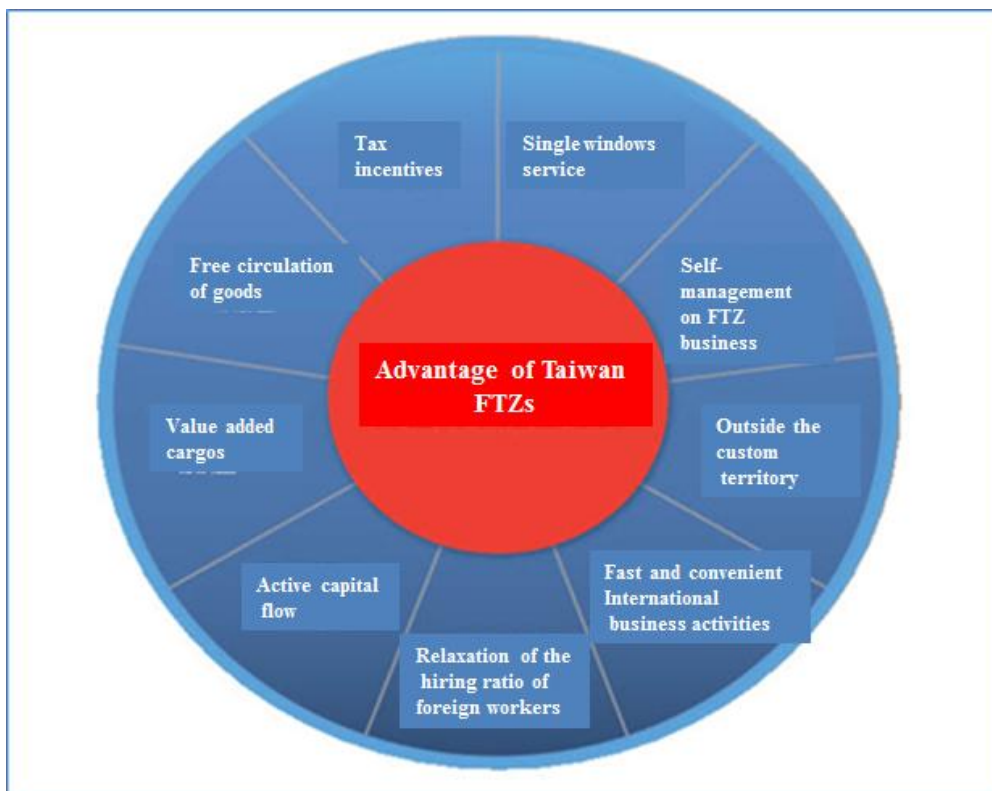 Tax
incentives
Single windows
service
Free circulation
of goods
Self-
management
on FTZ
business
Advantage of Taiwan
FTZs
Value added
cargos
Outside the
custom
territory
Active capital
flow
Fast and convenient
International
business activities
Relaxation of the
hiring ratio of
foreign workers